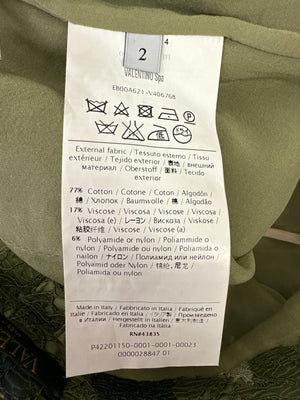 4
2
VALENTINO Spa
EB00A621-V406768
External fabric / Tessuto esterno / Tissu
extérieur / Tejido exterior / 表地 / внешний
материал / Oberstoff / 面料 / Tecido
exterior
77% Cotton / Cotone / Coton / Algodón /
綿 / Хлопок / Baumwolle / 棉 / Algodão
17% Viscose / Viscosa / Viscose / Viscosa /
Viscosa (e) / レーヨン / Вискоза / Viskose /
粘胶纤维 / Viscose / Viscosa (a)
6% Polyamide or nylon / Poliammide o
nailon / Polyamide ou nylon / Poliamida o
nylon / ナイロン / Полиамид или нейлон /
Polyamid oder Nylon / 锦纶, 尼龙 /
Poliamida ou nylon
Made in Italy / Fabbricato in Italia / Fabriqué en
Italie / Fabricado en Italia / イタリア製 / Сделано
в Италии / Hergestellt in Italien / 意大利制造 /
Fabricado na Itália
RN#43835
P42201150-0001-0001-00023
0000028847 01